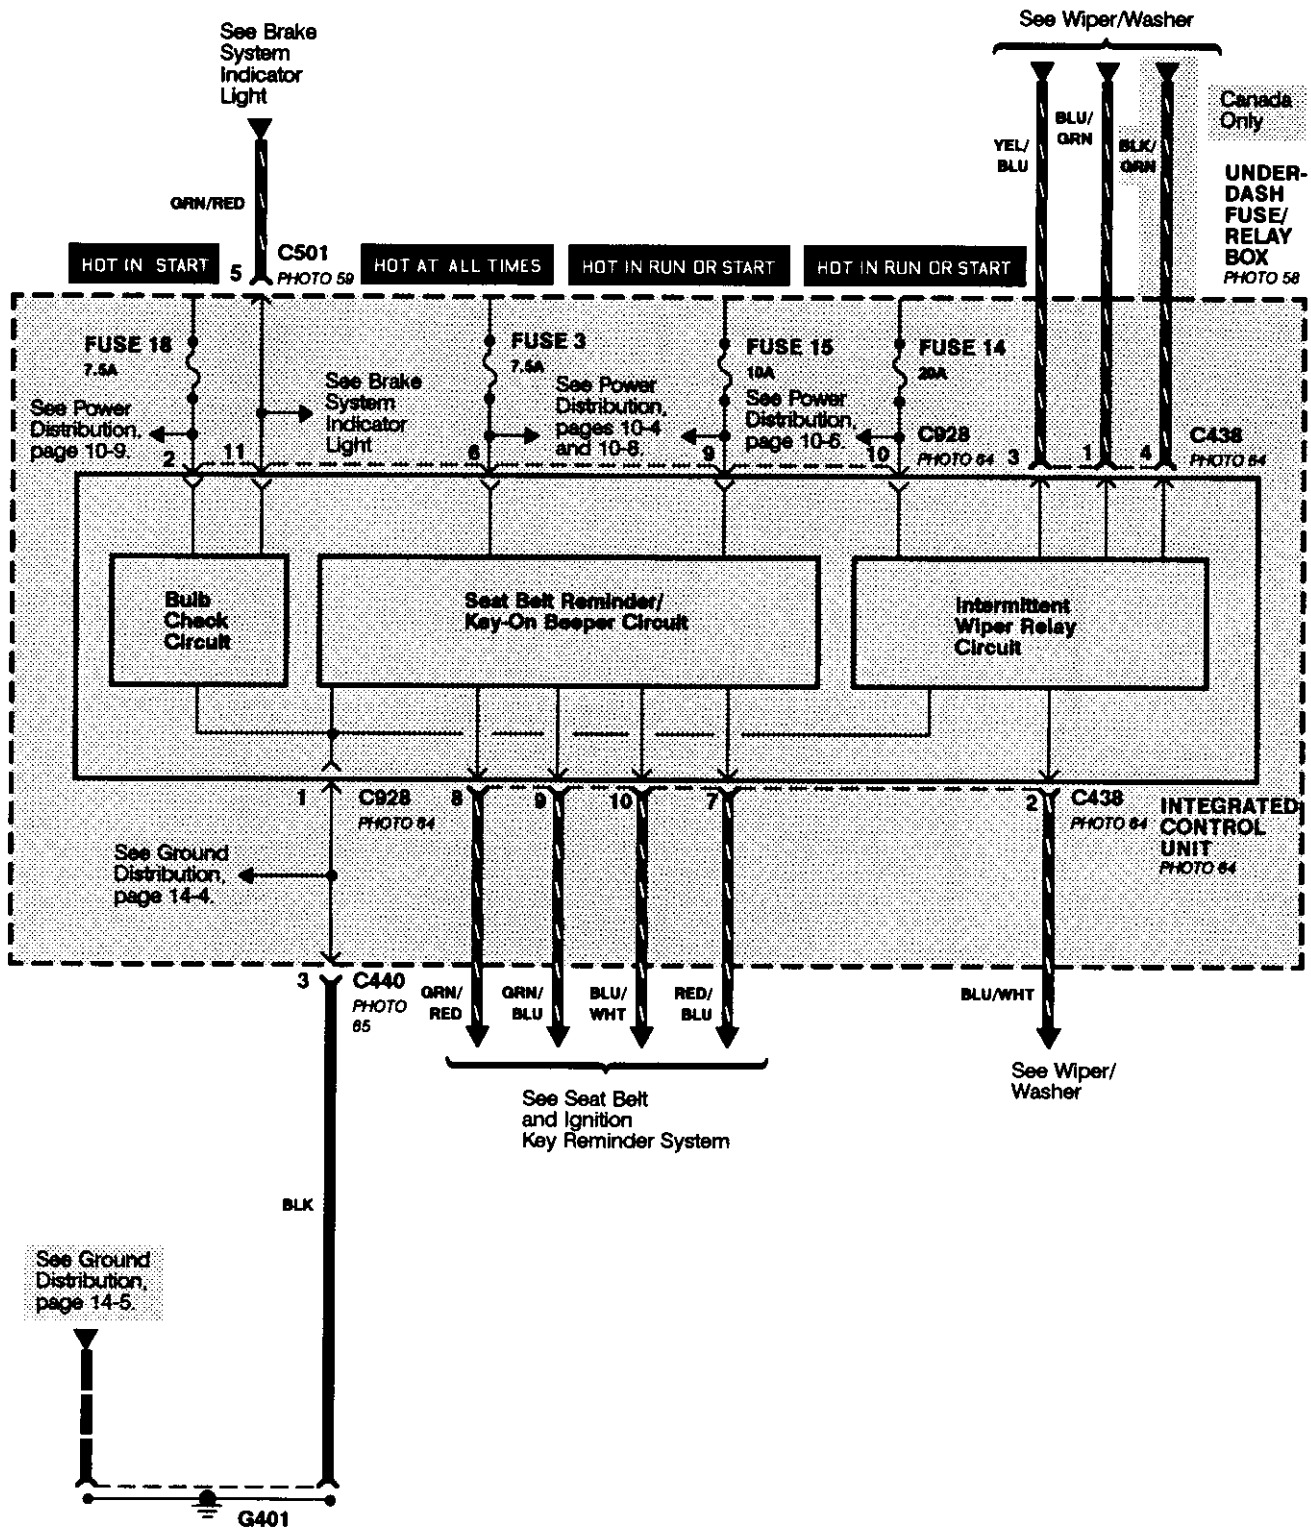 See Brake
System
Indicator
Light
See Wiper/Washer
Canada
Only
YEL/
BLU
BLU/
GRN
BLK/
GRN
UNDER-
DASH
FUSE/
RELAY
BOX
PHOTO 58
GRN/RED
HOT IN START
5
C501
PHOTO 59
HOT AT ALL TIMES
HOT IN RUN OR START
HOT IN RUN OR START
FUSE 18
7.5A
See Power
Distribution,
page 10-9.
See Brake
System
Indicator
Light
FUSE 3
7.5A
See Power
Distribution,
pages 10-4
and 10-8.
FUSE 15
10A
See Power
Distribution,
page 10-6.
FUSE 14
20A
2
11
6
9
10
C928
PHOTO 64
3
1
4
C438
PHOTO 64
Bulb
Check
Circuit
Seat Belt Reminder/
Key-On Beeper Circuit
Intermittent
Wiper Relay
Circuit
1
C928
PHOTO 64
8
9
10
7
2
C438
PHOTO 64
INTEGRATED
CONTROL
UNIT
PHOTO 64
See Ground
Distribution,
page 14-4.
3
C440
PHOTO
65
GRN/
RED
GRN/
BLU
BLU/
WHT
RED/
BLU
BLU/WHT
See Seat Belt
and Ignition
Key Reminder System
See Wiper/
Washer
BLK
See Ground
Distribution,
page 14-5.
G401